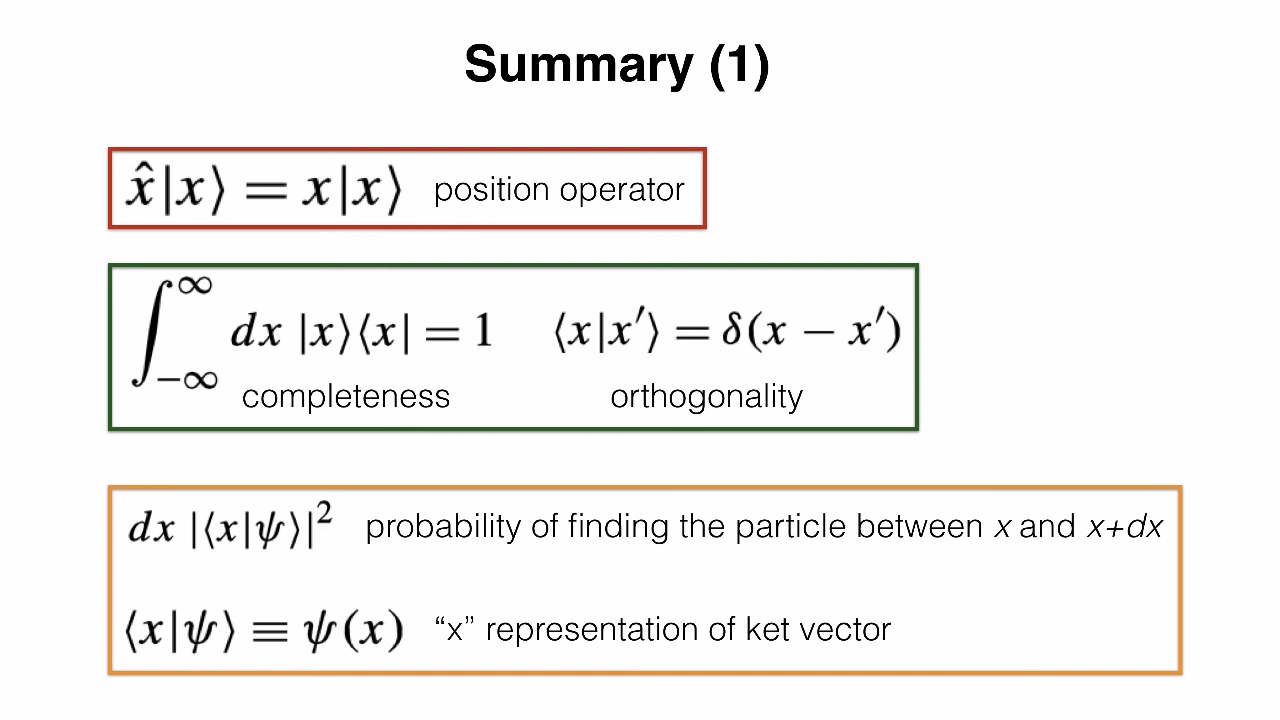 Summary (1)
x̂|x⟩ = x|x⟩ position operator
∫_{−∞}^{∞} dx |x⟩⟨x| = 1 ⟨x|x′⟩ = δ(x − x′)
completeness orthogonality
dx |⟨x|ψ⟩|² probability of finding the particle between x and x+dx
⟨x|ψ⟩ ≡ ψ(x) “x” representation of ket vector